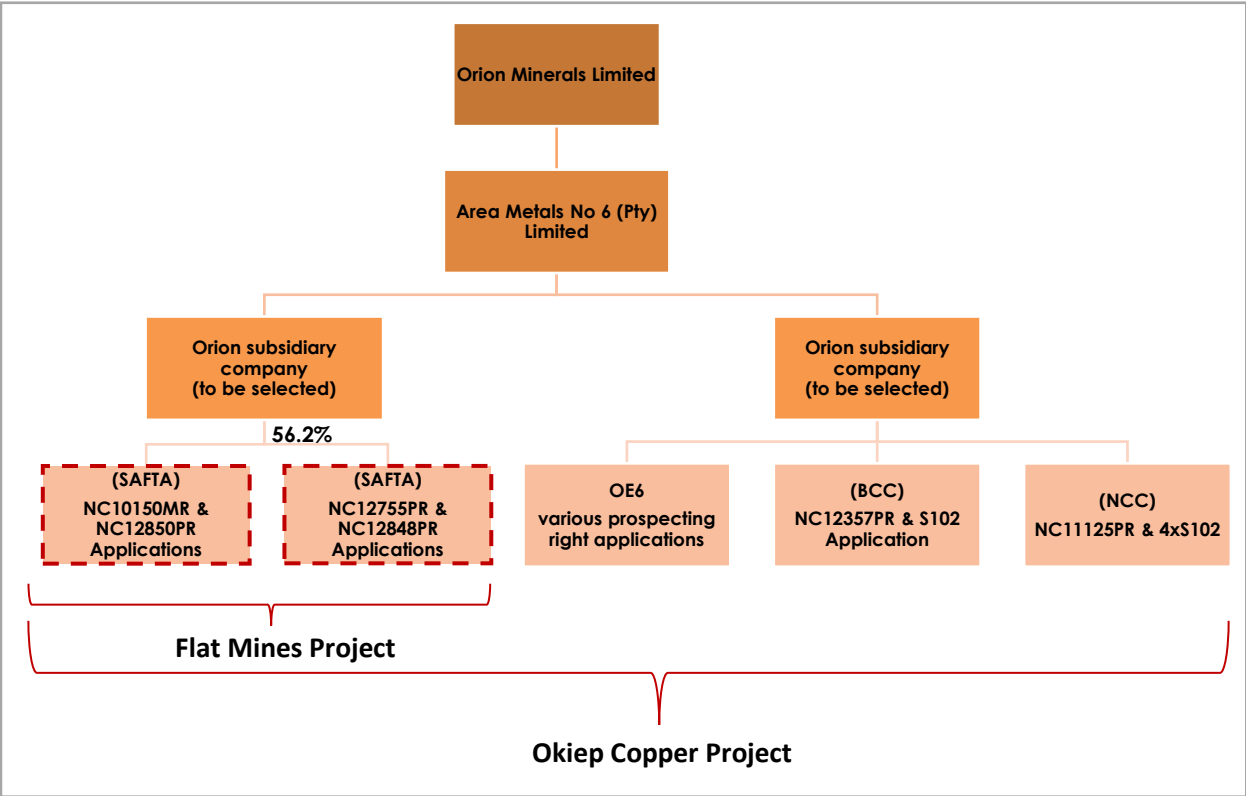 Orion Minerals Limited
Area Metals No 6 (Pty)
Limited
Orion subsidiary
company
(to be selected)
Orion subsidiary
company
(to be selected)
56.2%
(SAFTA)
NC10150MR &
NC12850PR
Applications
(SAFTA)
NC12755PR &
NC12848PR
Applications
OE6
various prospecting
right applications
(BCC)
NC12357PR & S102
Application
(NCC)
NC11125PR & 4xS102
Flat Mines Project
Okiep Copper Project